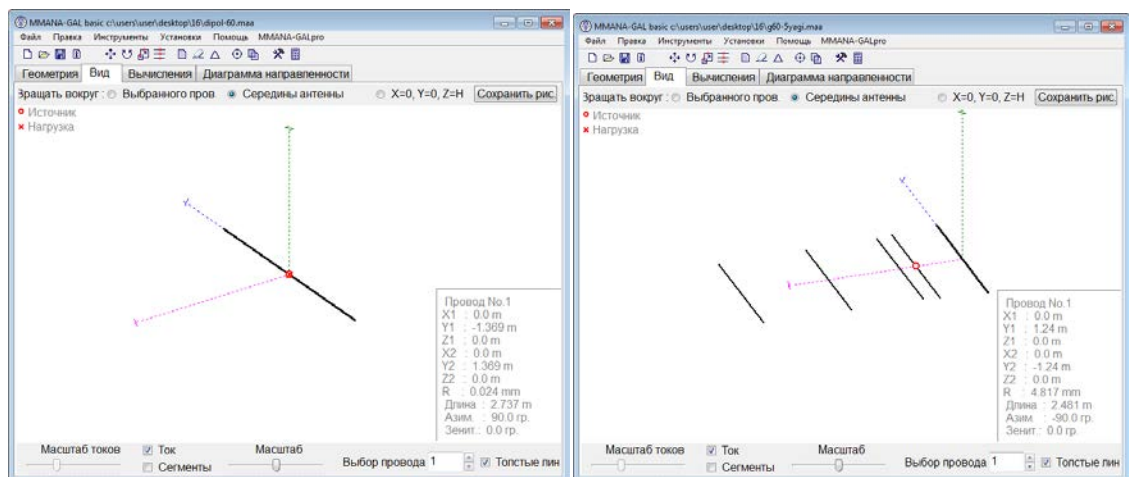 MMANA-GAL basic c:\users\user\desktop\16\dipol-60.maa
Файл Правка Инструменты Установки Помощь MMANA-GALpro
Геометрия Вид Вычисления Диаграмма направленности
Зращать вокруг : Выбранного пров. Середины антенны X=0, Y=0, Z=H Сохранить рис.
Источник
Нагрузка
Z
Y
X
Провод No.1
X1 : 0.0 m
Y1 : -1.369 m
Z1 : 0.0 m
X2 : 0.0 m
Y2 : 1.369 m
Z2 : 0.0 m
R : 0.024 mm
Длина : 2.737 m
Азим. : 90.0 гр.
Зенит.: 0.0 гр.
Масштаб токов Ток Масштаб
Сегменты Выбор провода 1 Толстые лин
MMANA-GAL basic c:\users\user\desktop\16\g60-5yagi.maa
Файл Правка Инструменты Установки Помощь MMANA-GALpro
Геометрия Вид Вычисления Диаграмма направленности
Зращать вокруг : Выбранного пров. Середины антенны X=0, Y=0, Z=H Сохранить рис.
Источник
Нагрузка
Y
X
Провод No.1
X1 : 0.0 m
Y1 : 1.24 m
Z1 : 0.0 m
X2 : 0.0 m
Y2 : -1.24 m
Z2 : 0.0 m
R : 4.817 mm
Длина : 2.481 m
Азим. : -90.0 гр.
Зенит.: 0.0 гр.
Масштаб токов Ток Масштаб
Сегменты Выбор провода 1 Толстые лин